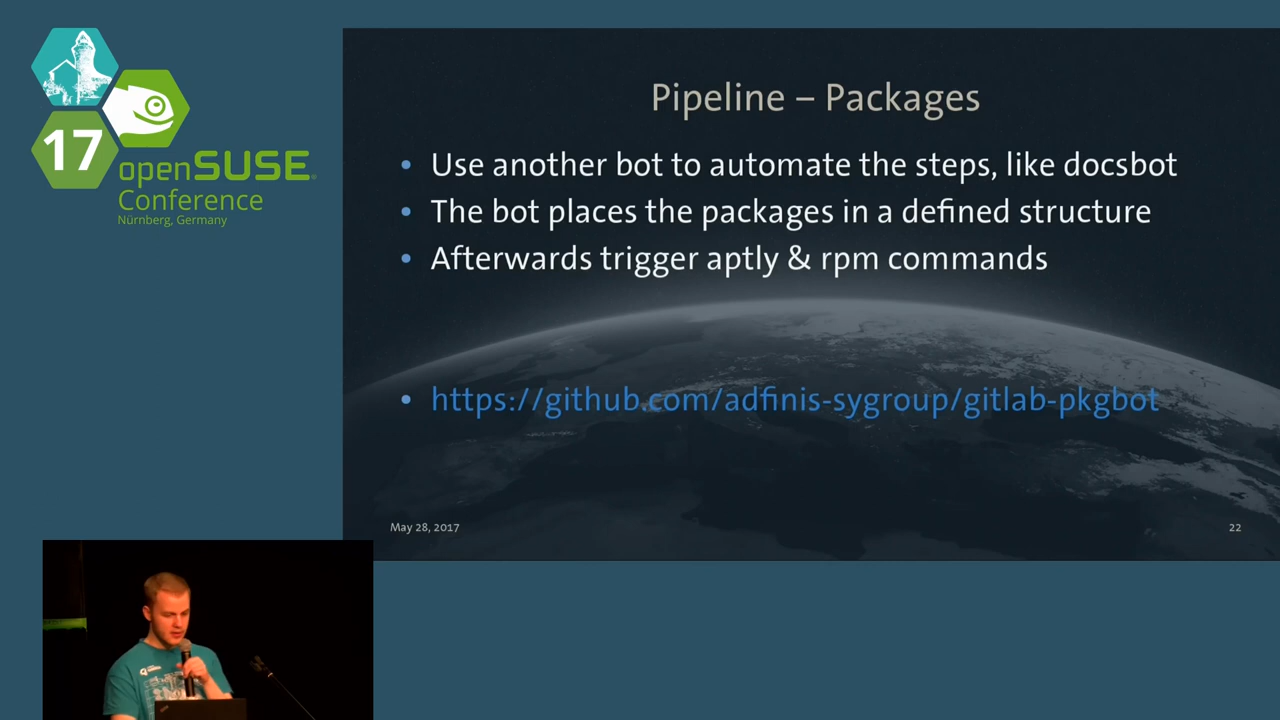 17
openSUSE
Conference
Nürnberg, Germany
Pipeline – Packages
• Use another bot to automate the steps, like docsbot
• The bot places the packages in a defined structure
• Afterwards trigger aptly & rpm commands
• https://github.com/adfinis-sygroup/gitlab-pkgbot
May 28, 2017
22